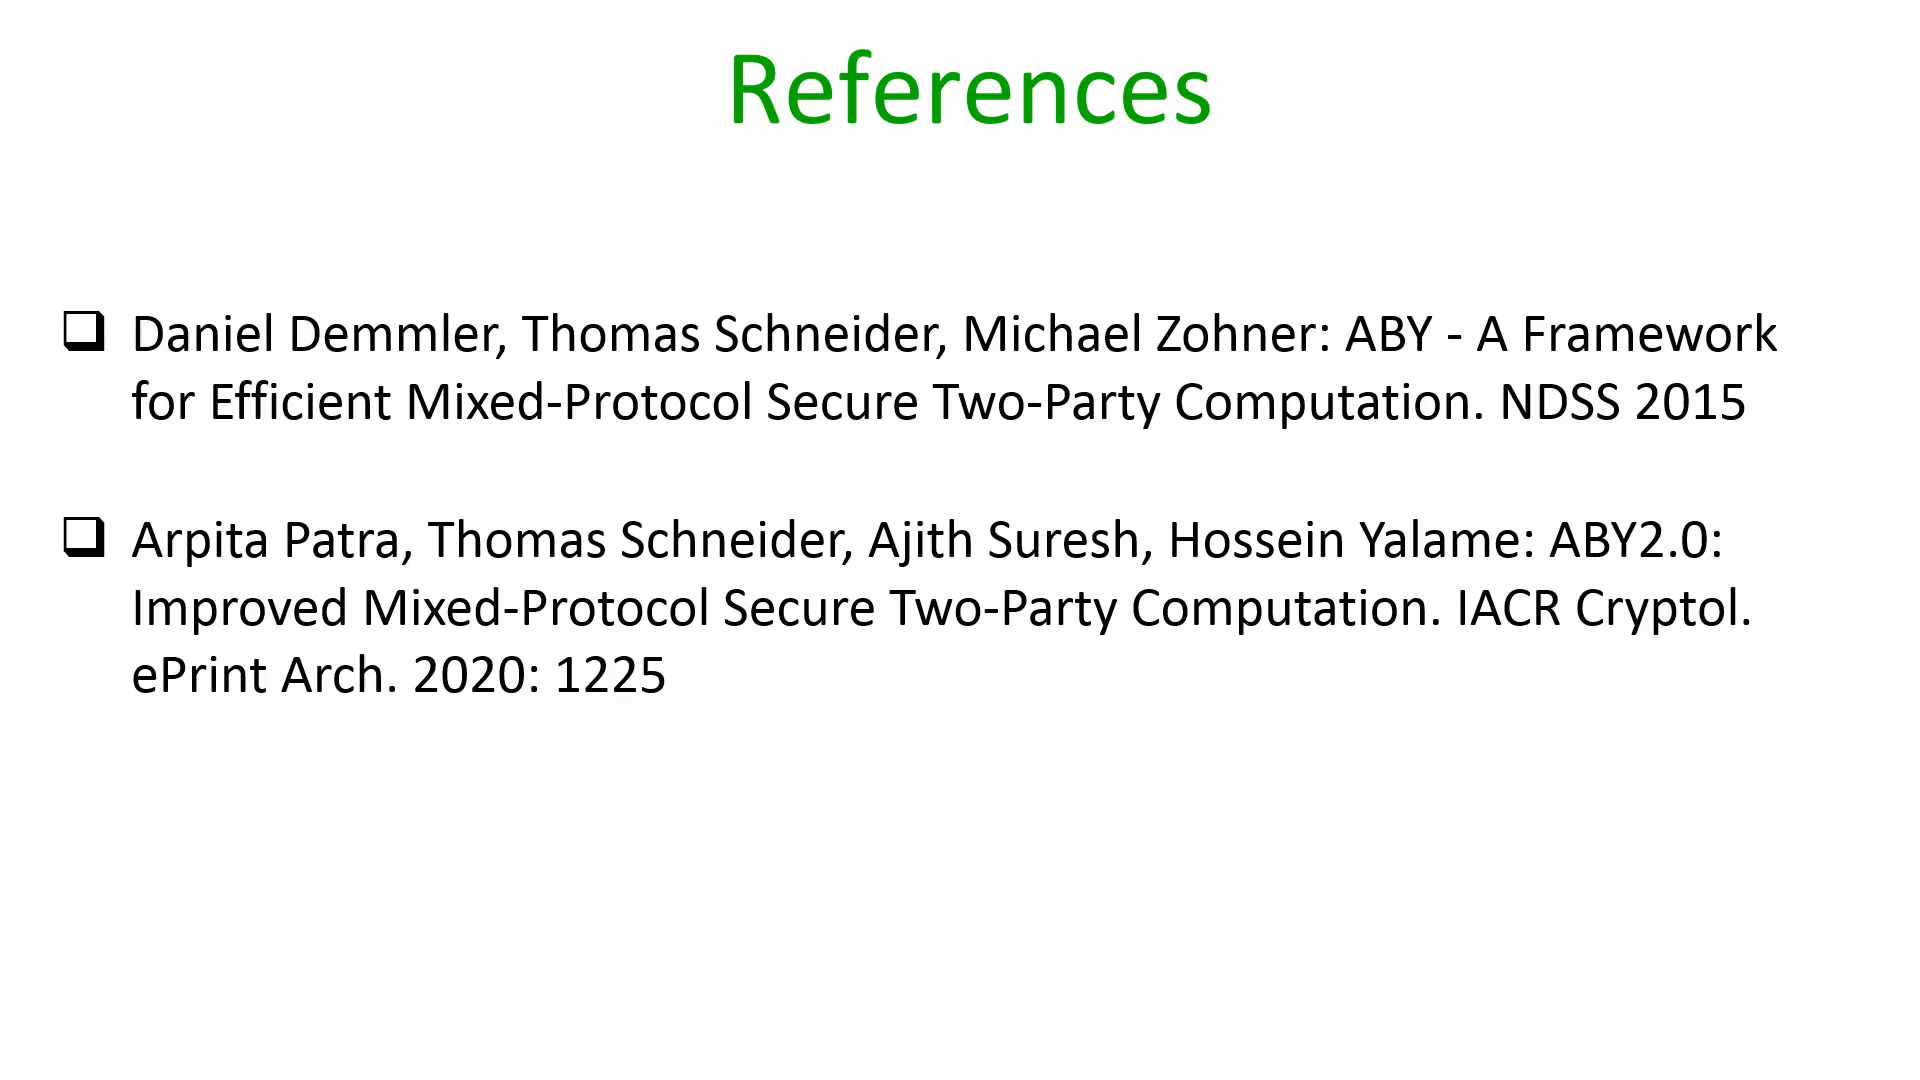 References
❑ Daniel Demmler, Thomas Schneider, Michael Zohner: ABY - A Framework
for Efficient Mixed-Protocol Secure Two-Party Computation. NDSS 2015
❑ Arpita Patra, Thomas Schneider, Ajith Suresh, Hossein Yalame: ABY2.0:
Improved Mixed-Protocol Secure Two-Party Computation. IACR Cryptol.
ePrint Arch. 2020: 1225